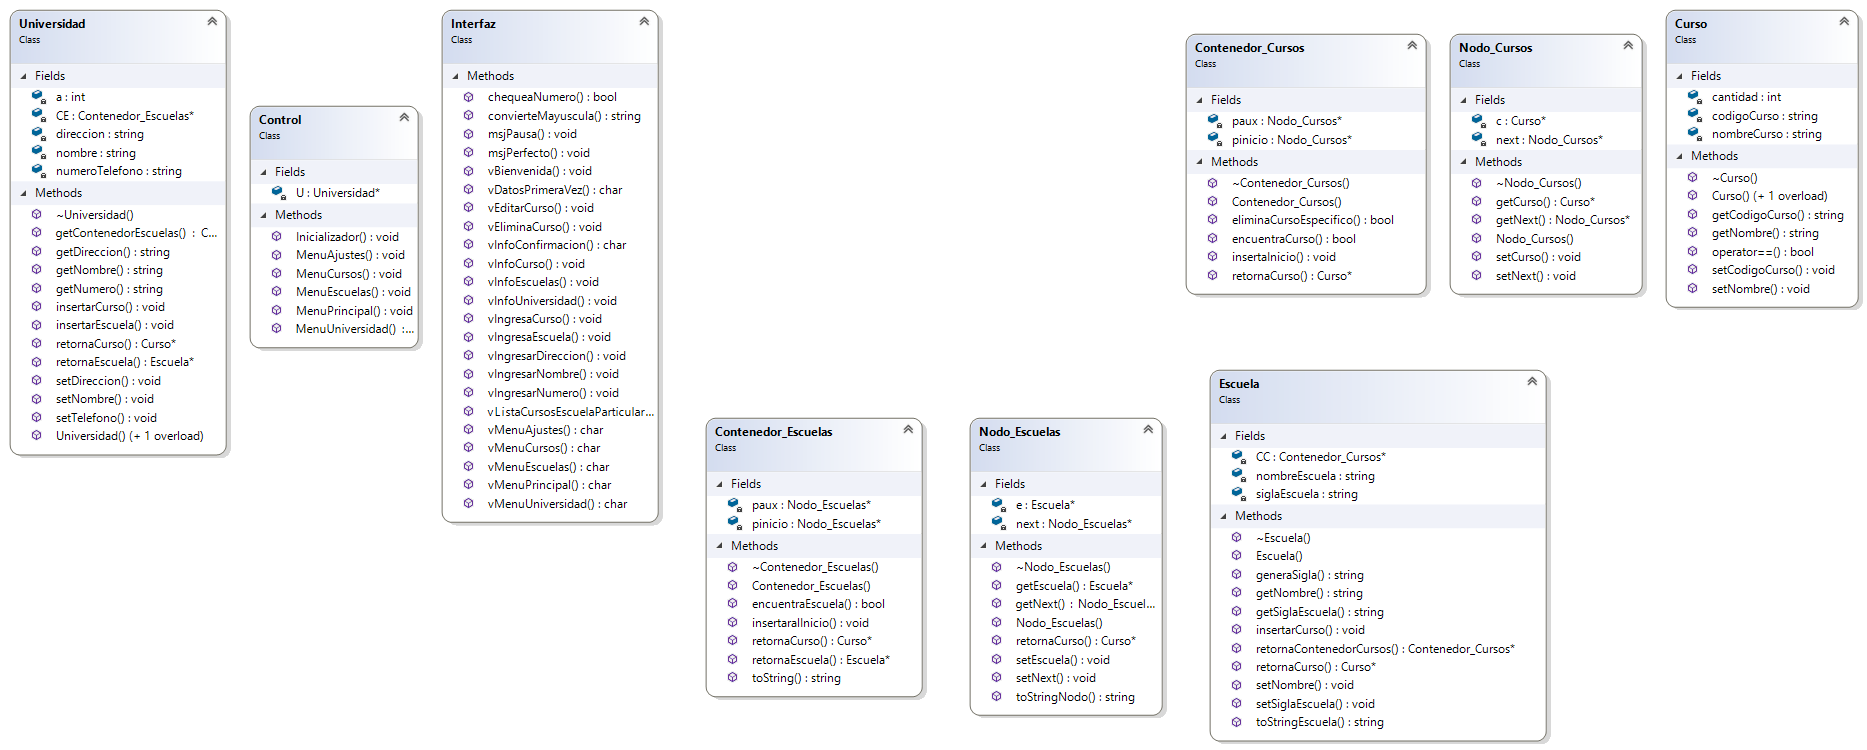 Universidad
Class
Fields
a : int
CE : Contenedor_Escuelas*
direccion : string
nombre : string
numeroTelefono : string
Methods
~Universidad()
getContenedorEscuelas() : C...
getDireccion() : string
getNombre() : string
getNumero() : string
insertarCurso() : void
insertarEscuela() : void
retornaCurso() : Curso*
retornaEscuela() : Escuela*
setDireccion() : void
setNombre() : void
setTelefono() : void
Universidad() (+ 1 overload)
Control
Class
Fields
U : Universidad*
Methods
Inicializador() : void
MenuAjustes() : void
MenuCursos() : void
MenuEscuelas() : void
MenuPrincipal() : void
MenuUniversidad() :...
Interfaz
Class
Methods
chequeaNumero() : bool
convierteMayuscula() : string
msjPausa() : void
msjPerfecto() : void
vBienvenida() : void
vDatosPrimeraVez() : char
vEditarCurso() : void
vEliminaCurso() : void
vInfoConfirmacion() : char
vInfoCurso() : void
vInfoEscuelas() : void
vInfoUniversidad() : void
vIngresaCurso() : void
vIngresaEscuela() : void
vIngresarDireccion() : void
vIngresarNombre() : void
vIngresarNumero() : void
vListaCursosEscuelaParticular...
vMenuAjustes() : char
vMenuCursos() : char
vMenuEscuelas() : char
vMenuPrincipal() : char
vMenuUniversidad() : char
Contenedor_Escuelas
Class
Fields
paux : Nodo_Escuelas*
pinicio : Nodo_Escuelas*
Methods
~Contenedor_Escuelas()
Contenedor_Escuelas()
encuentraEscuela() : bool
insertaralInicio() : void
retornaCurso() : Curso*
retornaEscuela() : Escuela*
toString() : string
Nodo_Escuelas
Class
Fields
e : Escuela*
next : Nodo_Escuelas*
Methods
~Nodo_Escuelas()
getEscuela() : Escuela*
getNext() : Nodo_Escuel...
Nodo_Escuelas()
retornaCurso() : Curso*
setEscuela() : void
setNext() : void
toStringNodo() : string
Contenedor_Cursos
Class
Fields
paux : Nodo_Cursos*
pinicio : Nodo_Cursos*
Methods
~Contenedor_Cursos()
Contenedor_Cursos()
eliminaCursoEspecifico() : bool
encuentraCurso() : bool
insertaInicio() : void
retornaCurso() : Curso*
Nodo_Cursos
Class
Fields
c : Curso*
next : Nodo_Cursos*
Methods
~Nodo_Cursos()
getCurso() : Curso*
getNext() : Nodo_Cursos*
Nodo_Cursos()
setCurso() : void
setNext() : void
Curso
Class
Fields
cantidad : int
codigoCurso : string
nombreCurso : string
Methods
~Curso()
Curso() (+ 1 overload)
getCodigoCurso() : string
getNombre() : string
operator==() : bool
setCodigoCurso() : void
setNombre() : void
Escuela
Class
Fields
CC : Contenedor_Cursos*
nombreEscuela : string
siglaEscuela : string
Methods
~Escuela()
Escuela()
generaSigla() : string
getNombre() : string
getSiglaEscuela() : string
insertarCurso() : void
retornaContenedorCursos() : Contenedor_Cursos*
retornaCurso() : Curso*
setNombre() : void
setSiglaEscuela() : void
toStringEscuela() : string